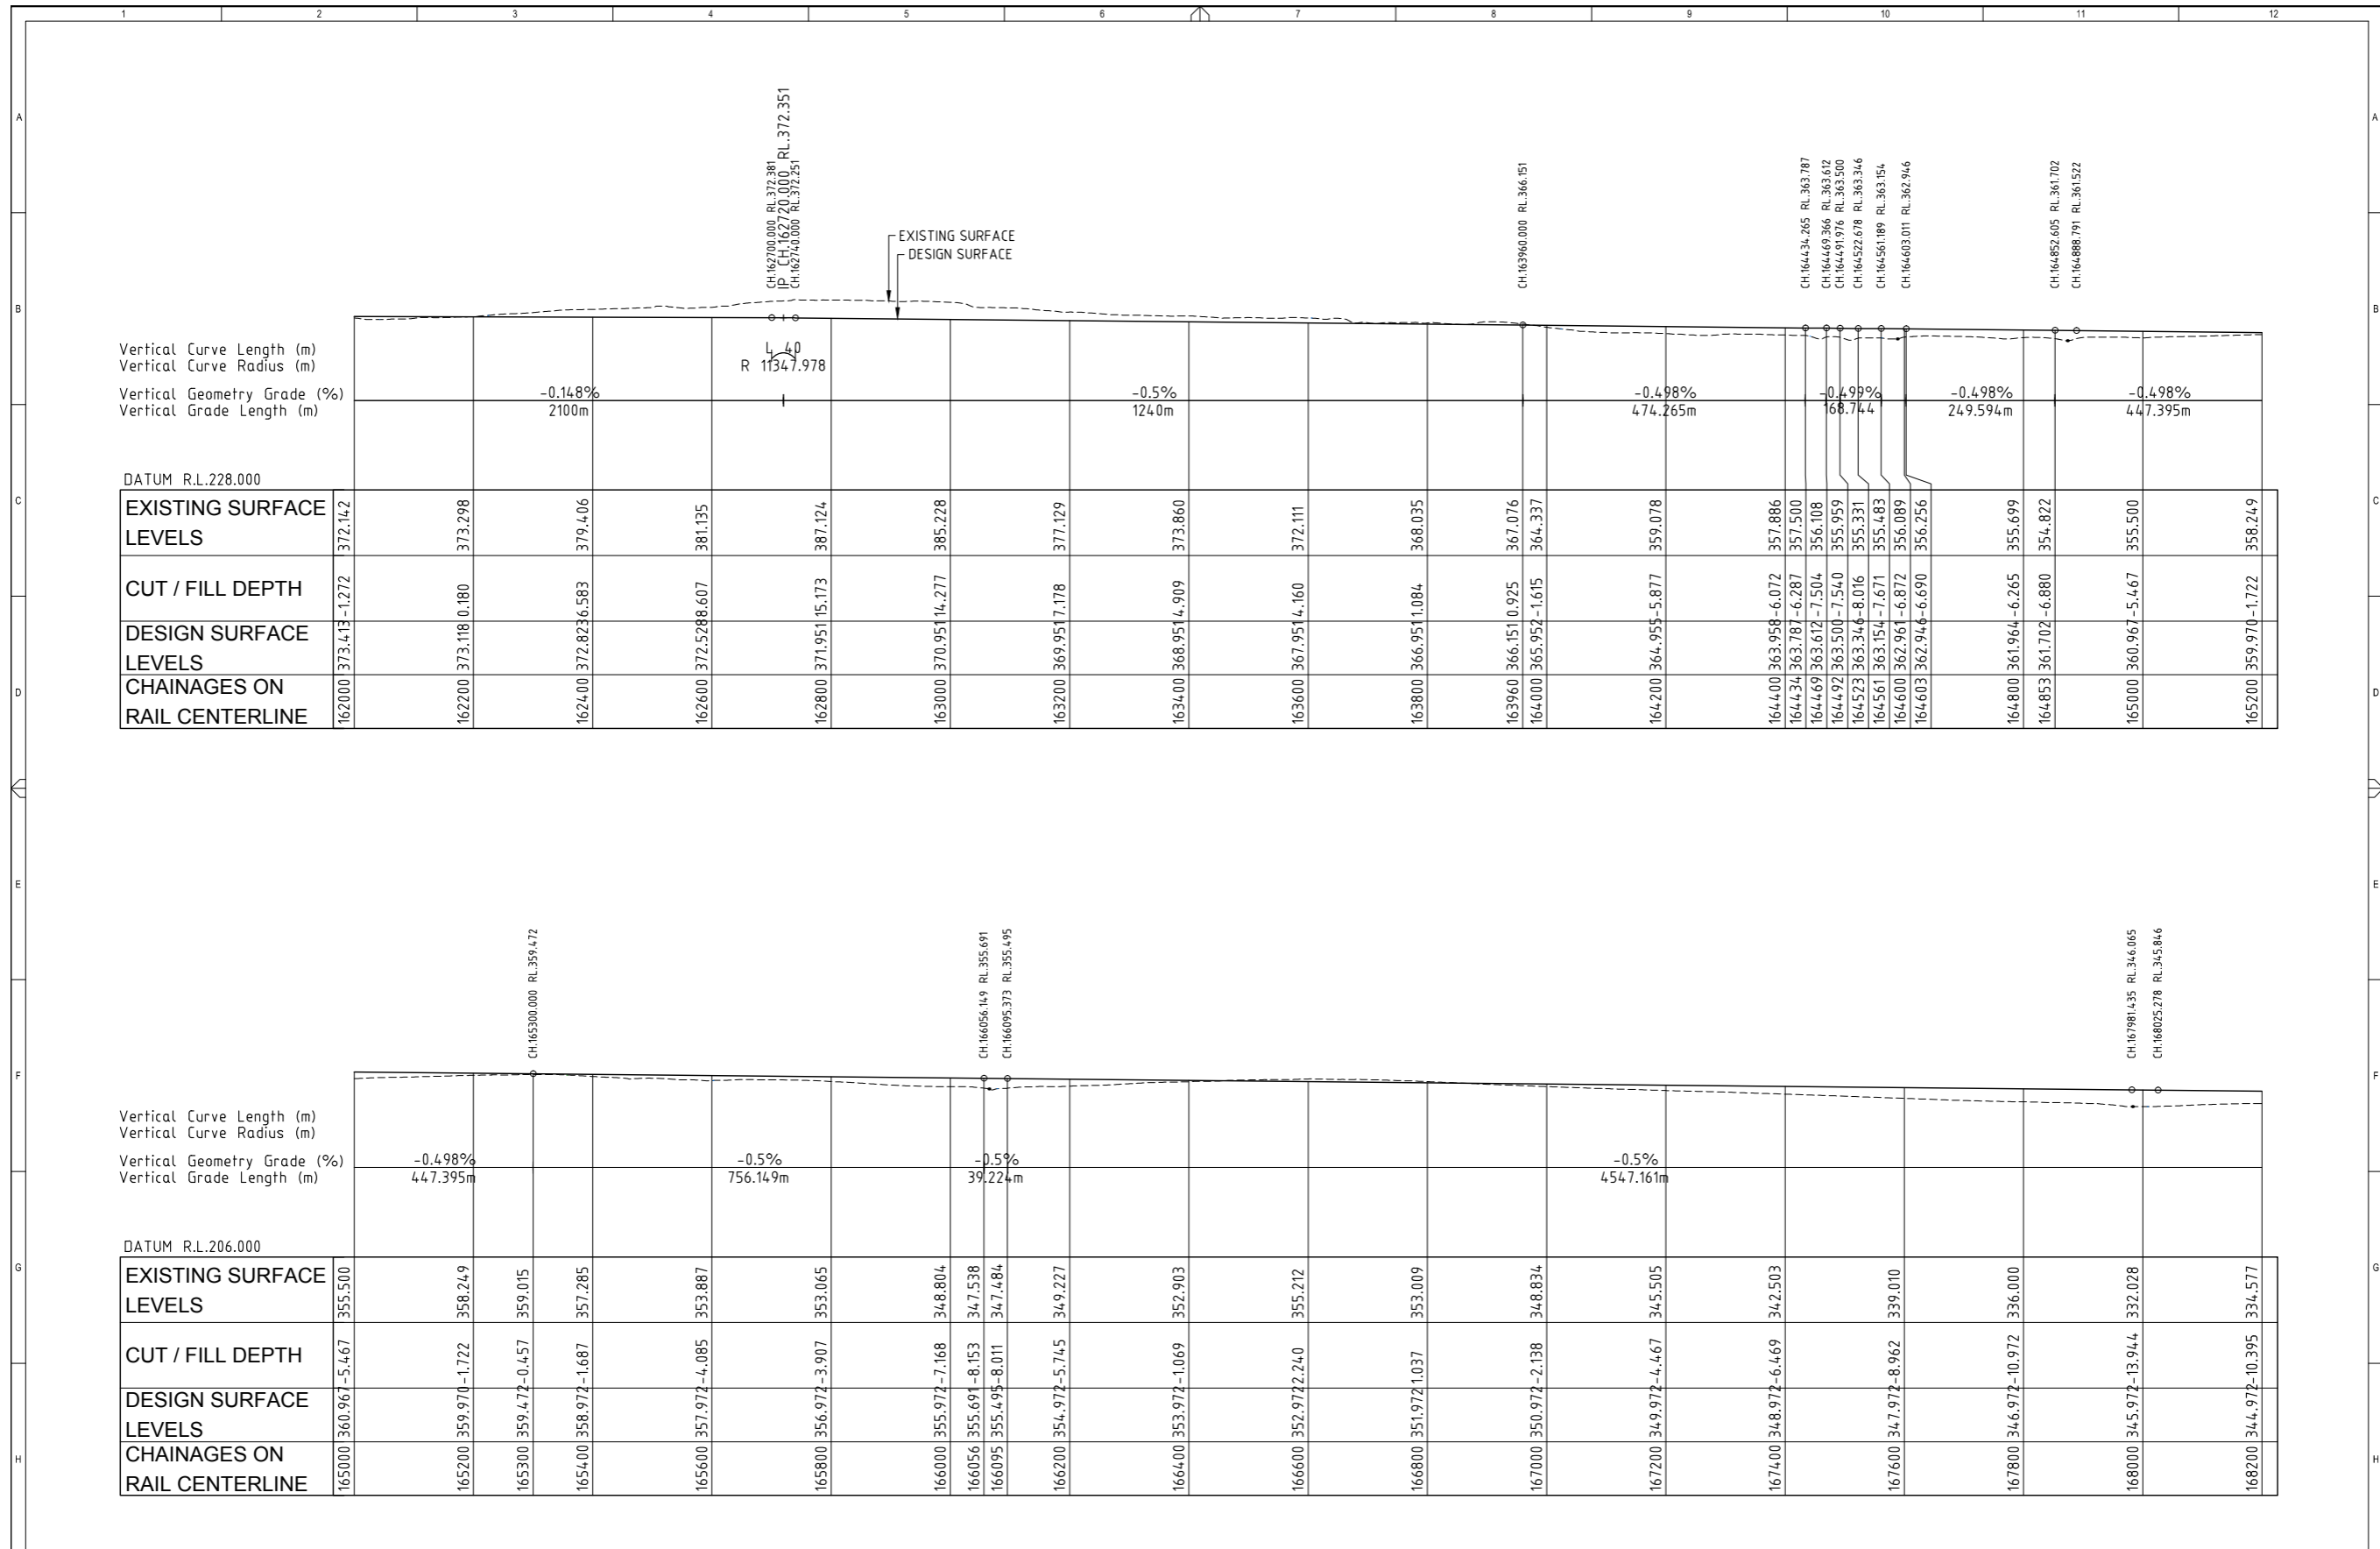 1 2 3 4 5 6 7 8 9 10 11 12
A A
B B
C C
D D
E E
F F
G G
H H
CH.162700.000 RL.372.381
IP CH.162720.000 RL.372.351
CH.162740.000 RL.372.251
CH.163960.000 RL.366.151
CH.164434.265 RL.363.787
CH.164469.366 RL.363.612
CH.164491.976 RL.363.500
CH.164522.678 RL.363.346
CH.164561.189 RL.363.154
CH.164603.011 RL.362.946
CH.164852.605 RL.361.702
CH.164888.791 RL.361.522
EXISTING SURFACE
DESIGN SURFACE
Vertical Curve Length (m) L 40
Vertical Curve Radius (m) R 11347.978
Vertical Geometry Grade (%) -0.148% -0.5% -0.498% -0.499% -0.498% -0.498%
Vertical Grade Length (m) 2100m 1240m 474.265m 168.744 249.594m 447.395m
DATUM R.L.228.000
EXISTING SURFACE
LEVELS
372.142 373.298 379.406 381.135 387.124 385.228 377.129 373.860 372.111 368.035 367.076 364.337 359.078 357.886 357.500 356.108 355.959 355.331 355.483 356.089 356.256 355.699 354.822 355.500 358.249
CUT / FILL DEPTH
-1.272 0.180 6.583 8.607 15.173 14.277 7.178 4.909 4.160 1.084 0.925 -1.615 -5.877 -6.072 -6.287 -7.504 -7.540 -8.016 -7.671 -6.872 -6.690 -6.265 -6.880 -5.467 -1.722
DESIGN SURFACE
LEVELS
373.413 373.118 372.823 372.528 371.951 370.951 369.951 368.951 367.951 366.951 366.151 365.952 364.955 363.958 363.787 363.612 363.500 363.346 363.154 362.961 362.946 361.964 361.702 360.967 359.970
CHAINAGES ON
RAIL CENTERLINE
162000 162200 162400 162600 162800 163000 163200 163400 163600 163800 163960 164000 164200 164400 164434 164469 164492 164523 164561 164600 164603 164800 164853 165000 165200
CH.165300.000 RL.359.472
CH.166056.149 RL.355.691
CH.166095.373 RL.355.495
CH.167981.435 RL.346.065
CH.168025.278 RL.345.846
Vertical Curve Length (m)
Vertical Curve Radius (m)
Vertical Geometry Grade (%) -0.498% -0.5% -0.5% -0.5%
Vertical Grade Length (m) 447.395m 756.149m 39.224m 4547.161m
DATUM R.L.206.000
EXISTING SURFACE
LEVELS
355.500 358.249 359.015 357.285 353.887 353.065 348.804 347.538 347.484 349.227 352.903 355.212 353.009 348.834 345.505 342.503 339.010 336.000 332.028 334.577
CUT / FILL DEPTH
-5.467 -1.722 -0.457 -1.687 -4.085 -3.907 -7.168 -8.153 -8.011 -5.745 -1.069 2.240 1.037 -2.138 -4.467 -6.469 -8.962 -10.972 -13.944 -10.395
DESIGN SURFACE
LEVELS
360.967 359.970 359.472 358.972 357.972 356.972 355.972 355.691 355.495 354.972 353.972 352.972 351.972 350.972 349.972 348.972 347.972 346.972 345.972 344.972
CHAINAGES ON
RAIL CENTERLINE
165000 165200 165300 165400 165600 165800 166000 166056 166095 166200 166400 166600 166800 167000 167200 167400 167600 167800 168000 168200